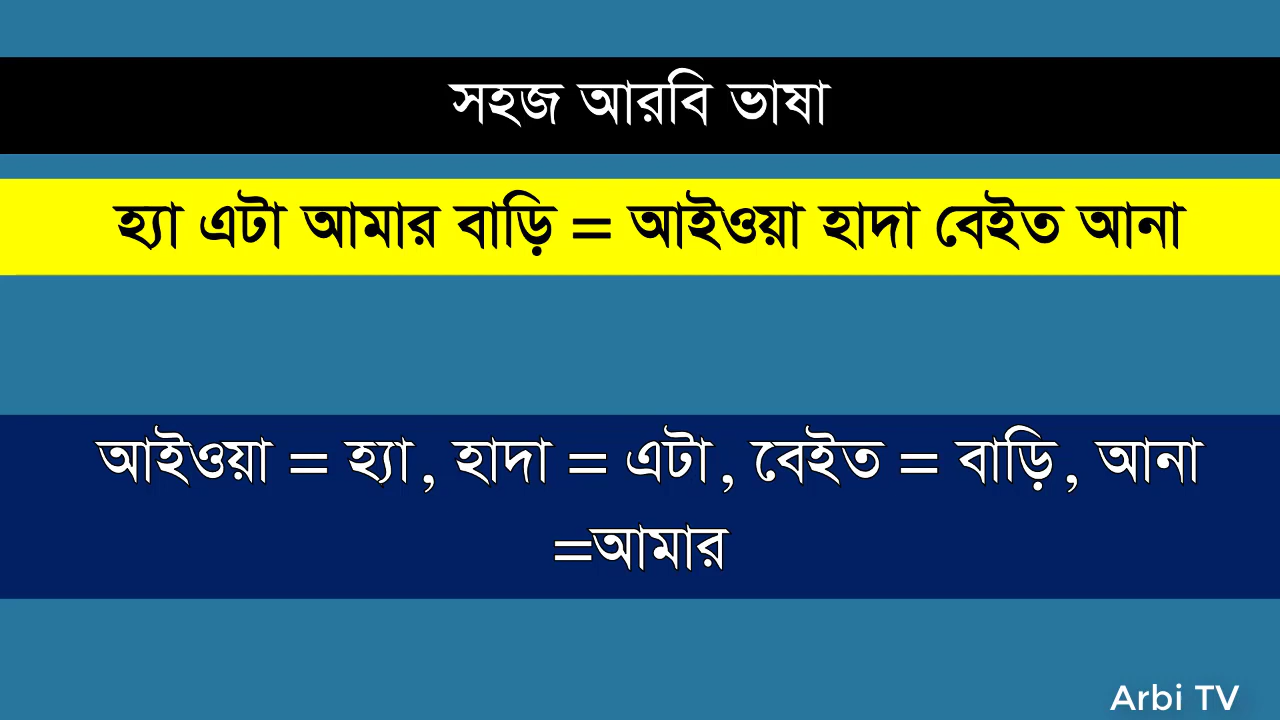 সহজ আরবি ভাষা
হ্যা এটা আমার বাড়ি = আইওয়া হাদা বেইত আনা
আইওয়া = হ্যা, হাদা = এটা, বেইত = বাড়ি, আনা
=আমার
Arbi TV